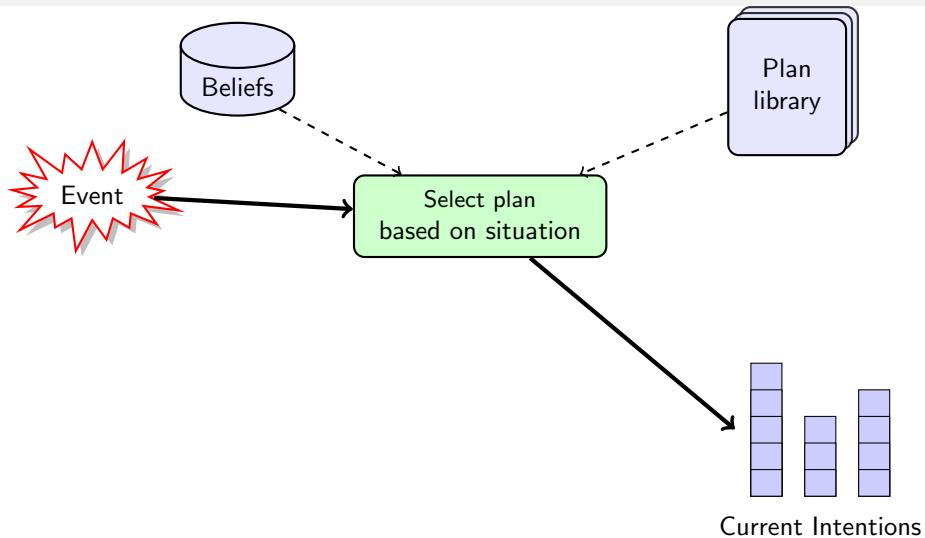 Beliefs
Plan
library
Event
Select plan
based on situation
Current Intentions